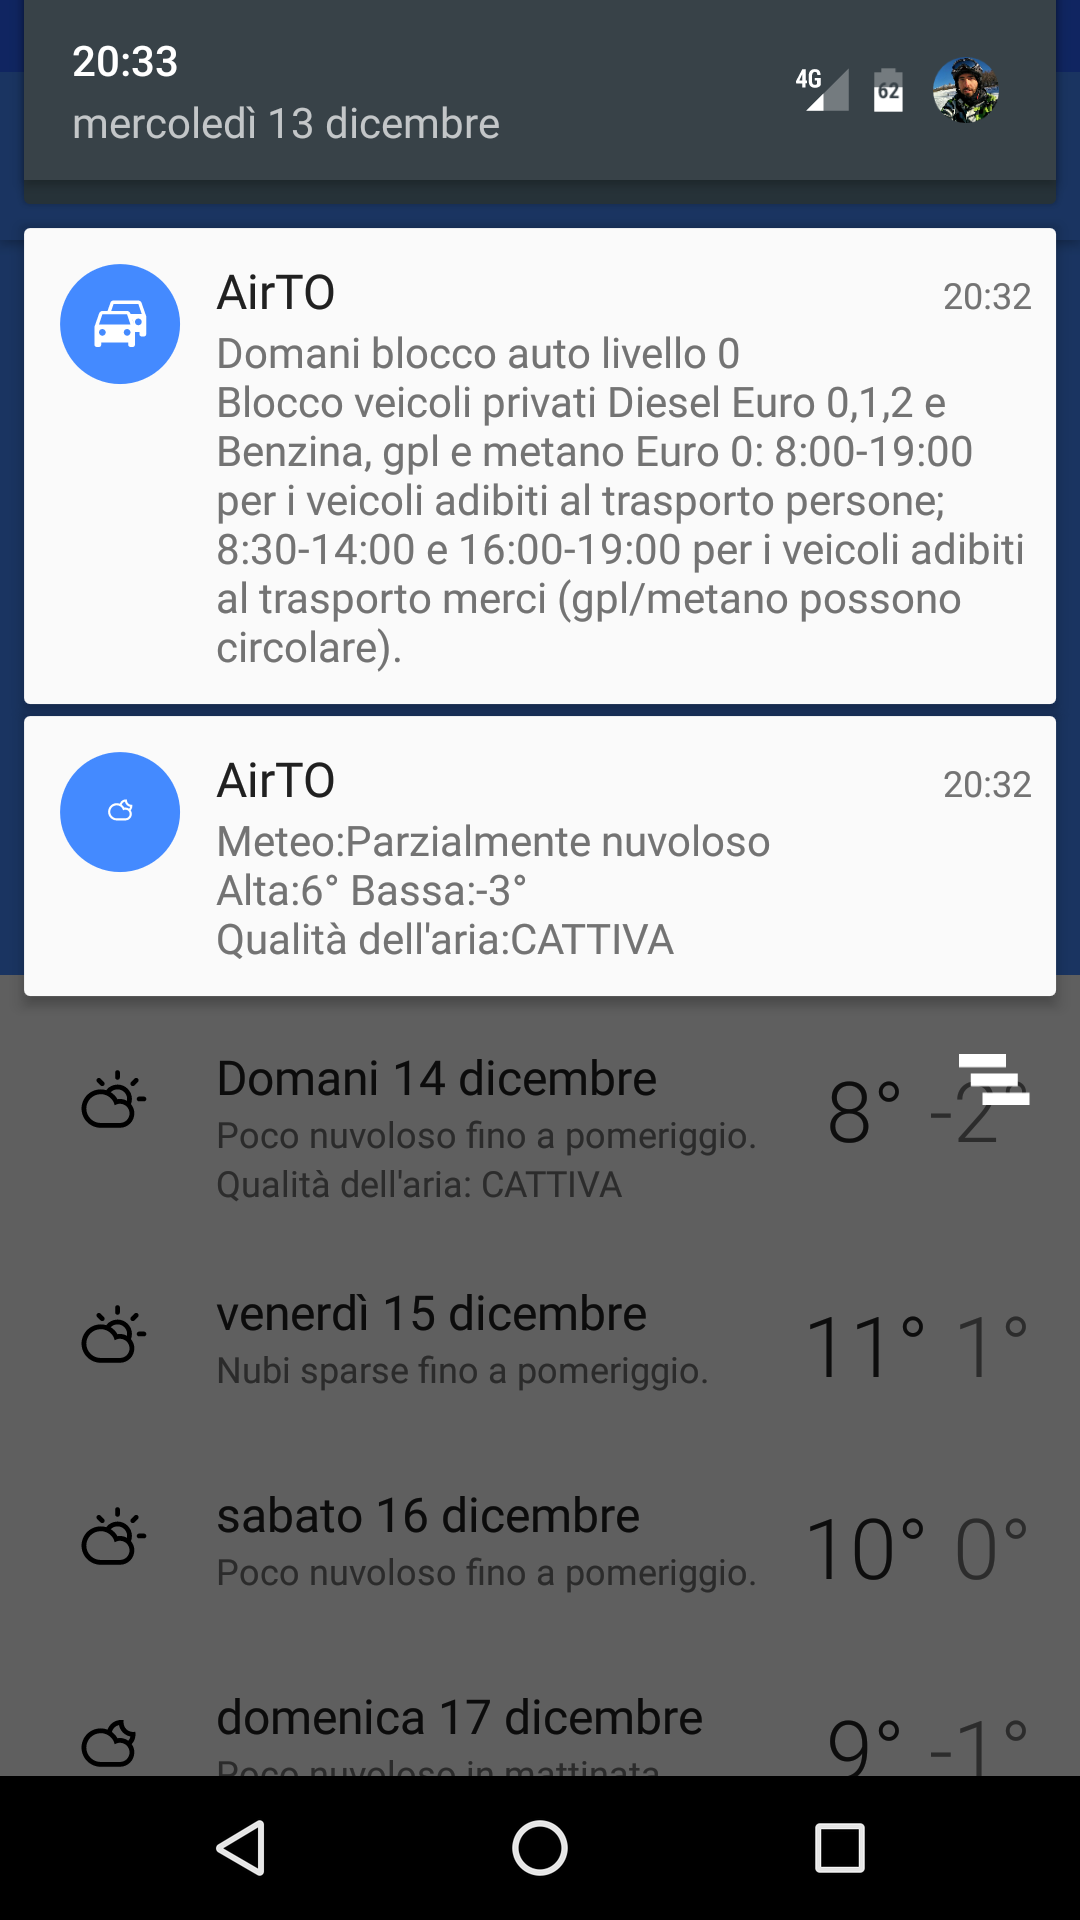 20:33
mercoledì 13 dicembre
4G
62
AirTO
20:32
Domani blocco auto livello 0
Blocco veicoli privati Diesel Euro 0,1,2 e
Benzina, gpl e metano Euro 0: 8:00-19:00
per i veicoli adibiti al trasporto persone;
8:30-14:00 e 16:00-19:00 per i veicoli adibiti
al trasporto merci (gpl/metano possono
circolare).
AirTO
20:32
Meteo:Parzialmente nuvoloso
Alta:6° Bassa:-3°
Qualità dell'aria:CATTIVA
Domani 14 dicembre
8° -2°
Poco nuvoloso fino a pomeriggio.
Qualità dell'aria: CATTIVA
venerdì 15 dicembre
11° 1°
Nubi sparse fino a pomeriggio.
sabato 16 dicembre
10° 0°
Poco nuvoloso fino a pomeriggio.
domenica 17 dicembre
9° -1°
Poco nuvoloso in mattinata.